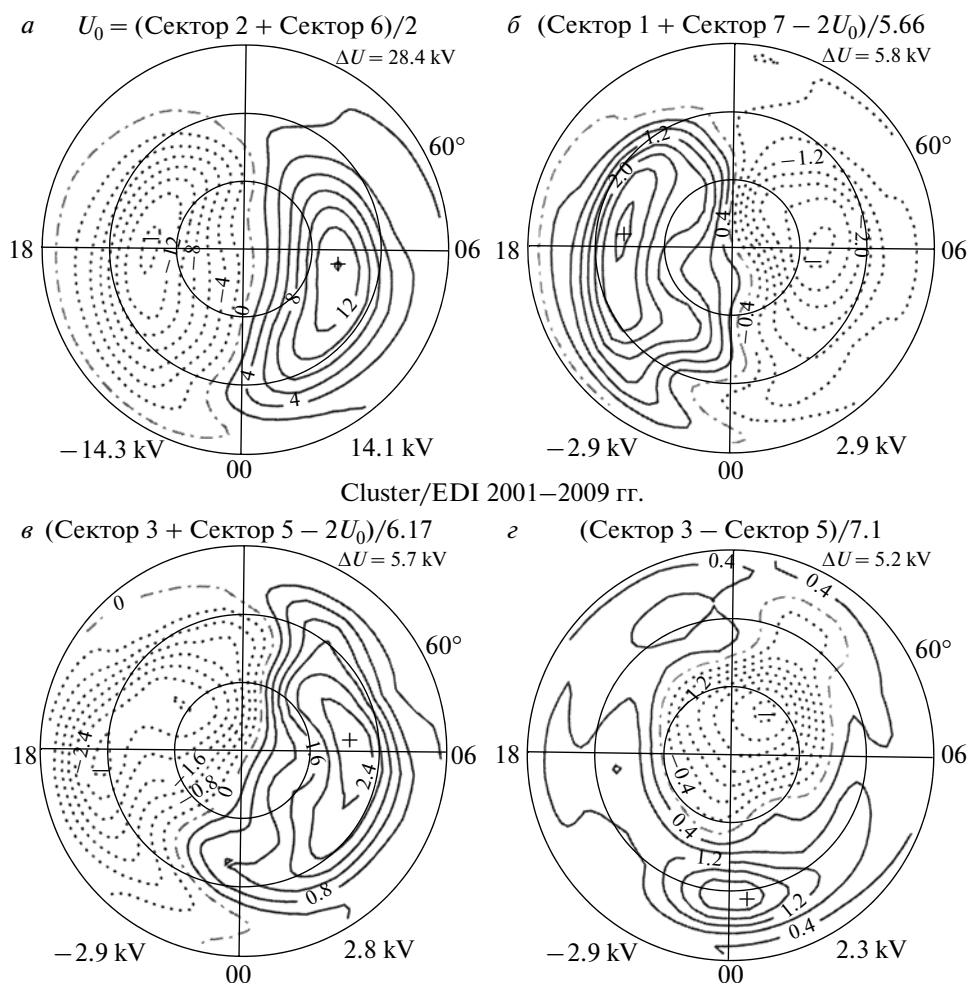 а U₀ = (Сектор 2 + Сектор 6)/2
ΔU = 28.4 kV
60°
18
06
−12
−8
−4
0
8
12
4
4
−14.3 kV
14.1 kV
00
б (Сектор 1 + Сектор 7 − 2U₀)/5.66
ΔU = 5.8 kV
60°
1.2
−1.2
2.0
0.4
18
−2.0
06
−0.4
−2.9 kV
2.9 kV
00
Cluster/EDI 2001−2009 гг.
в (Сектор 3 + Сектор 5 − 2U₀)/6.17
ΔU = 5.7 kV
0
60°
18
−2.4
−1.6
1.6
06
−0.8
0
2.4
0.8
−2.9 kV
2.8 kV
00
г (Сектор 3 − Сектор 5)/7.1
ΔU = 5.2 kV
0.4
0.4
60°
−1.2
18
06
−0.4
0.4
1.2
1.2
0.4
−2.9 kV
2.3 kV
00